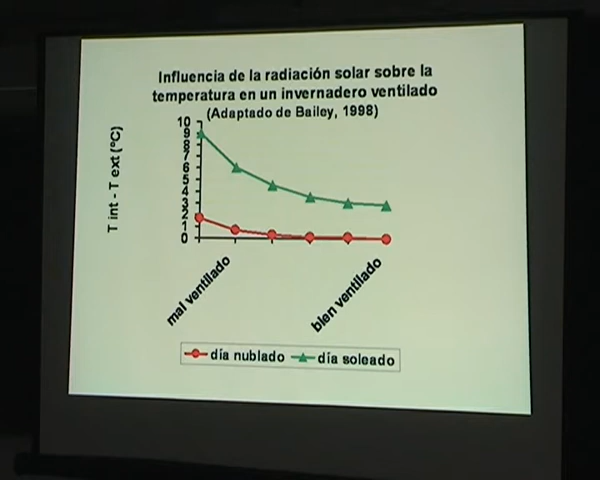 Influencia de la radiación solar sobre la
temperatura en un invernadero ventilado
(Adaptado de Bailey, 1998)
T int - T ext (ºC)
10
9
8
7
6
5
4
3
2
1
0
mal ventilado
bien ventilado
día nublado
día soleado